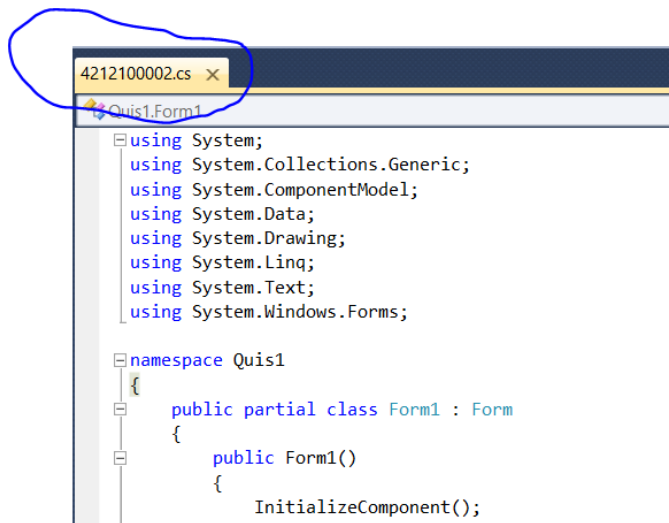 4212100002.cs
Quis1.Form1
using System;
using System.Collections.Generic;
using System.ComponentModel;
using System.Data;
using System.Drawing;
using System.Linq;
using System.Text;
using System.Windows.Forms;
namespace Quis1
{
public partial class Form1 : Form
{
public Form1()
{
InitializeComponent();